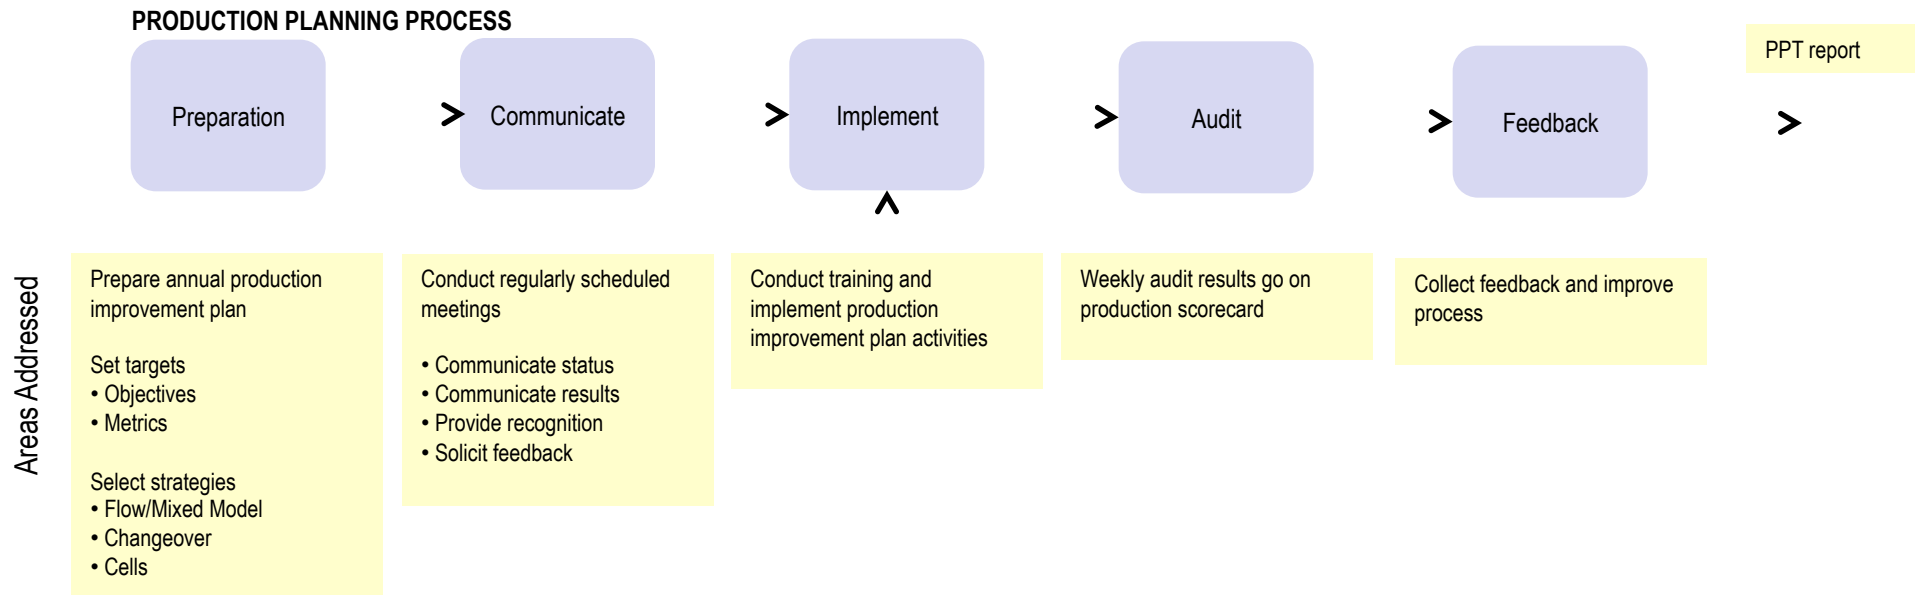 PRODUCTION PLANNING PROCESS
PPT report
Preparation
Communicate
Implement
Audit
Feedback
Areas Addressed
Prepare annual production
improvement plan
Set targets
• Objectives
• Metrics
Select strategies
• Flow/Mixed Model
• Changeover
• Cells
Conduct regularly scheduled
meetings
• Communicate status
• Communicate results
• Provide recognition
• Solicit feedback
Conduct training and
implement production
improvement plan activities
Weekly audit results go on
production scorecard
Collect feedback and improve
process